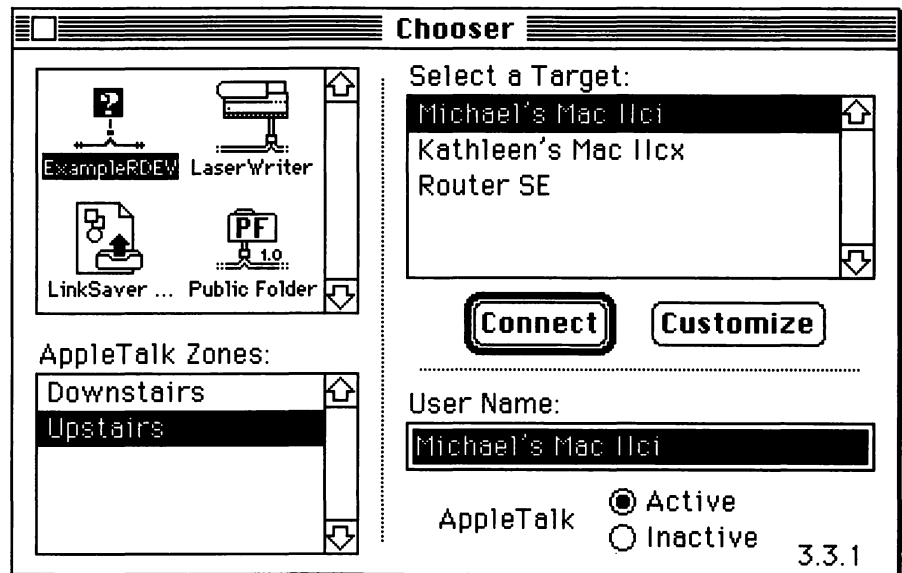 Chooser
?
ExampleRDEV
LaserWriter
LinkSaver ...
PF
1.0
Public Folder
AppleTalk Zones:
Downstairs
Upstairs
Select a Target:
Michael's Mac IIci
Kathleen's Mac IIcx
Router SE
Connect
Customize
User Name:
Michael's Mac IIci
AppleTalk
Active
Inactive
3.3.1